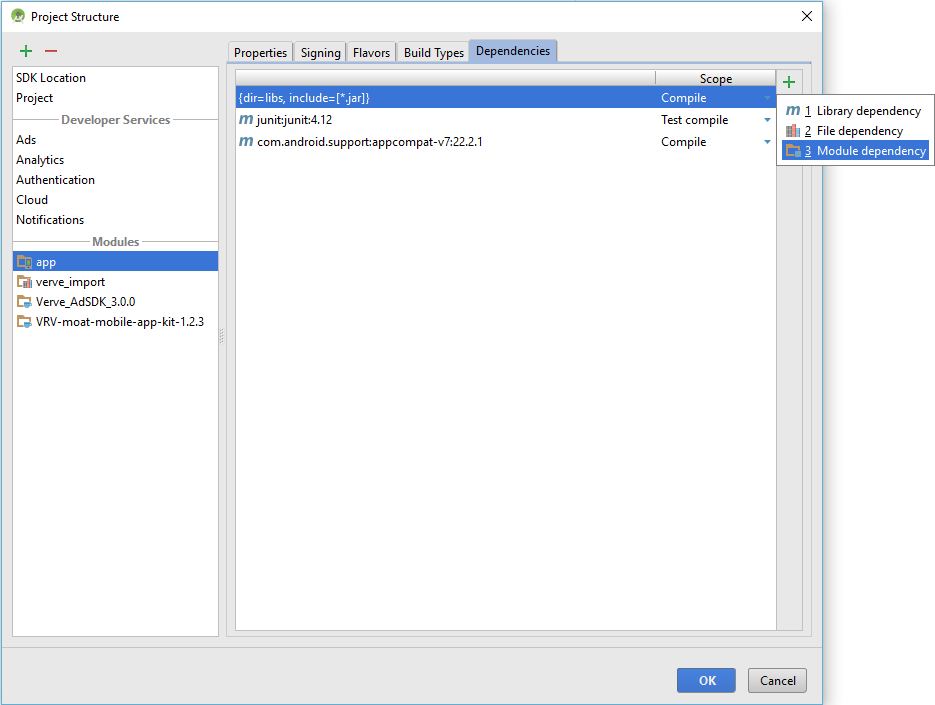 Project Structure
SDK Location
Project
Developer Services
Ads
Analytics
Authentication
Cloud
Notifications
Modules
app
verve_import
Verve_AdSDK_3.0.0
VRV-moat-mobile-app-kit-1.2.3
Properties Signing Flavors Build Types Dependencies
Scope
{dir=libs, include=[*.jar]} Compile
m junit:junit:4.12 Test compile
m com.android.support:appcompat-v7:22.2.1 Compile
m 1 Library dependency
2 File dependency
3 Module dependency
OK Cancel